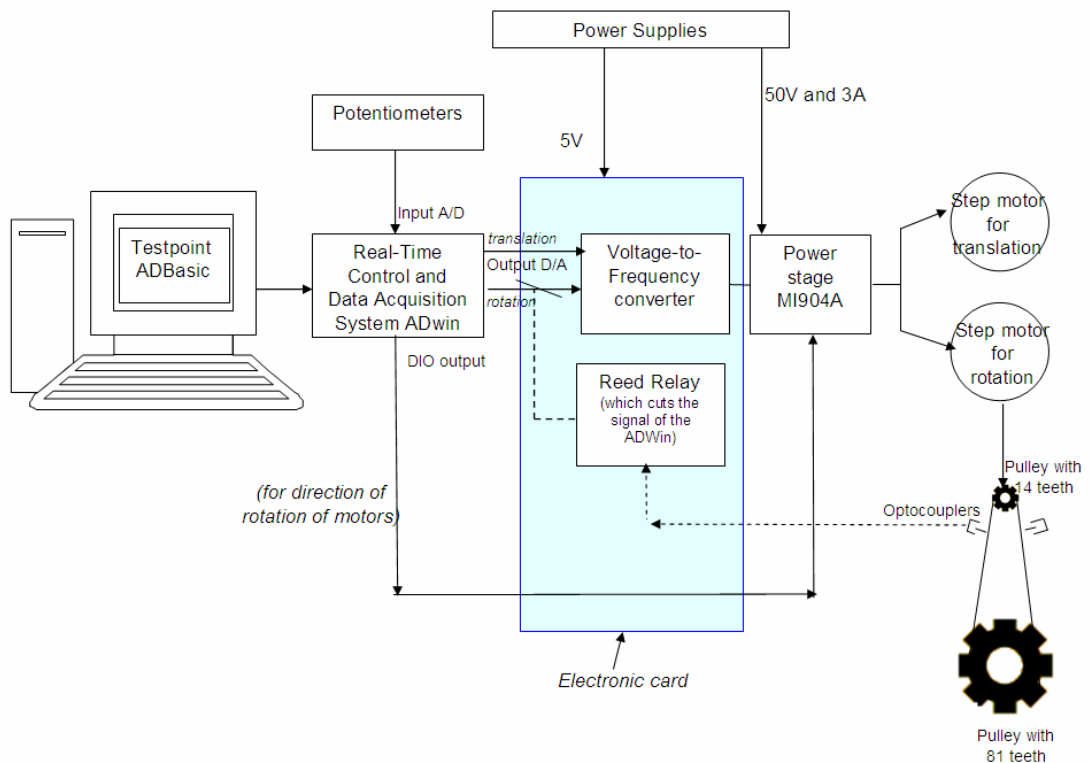 Power Supplies
50V and 3A
5V
Potentiometers
Input A/D
Testpoint
ADBasic
Real-Time
Control and
Data Acquisition
System ADwin
translation
Output D/A
rotation
DIO output
Voltage-to-
Frequency
converter
Power
stage
MI904A
Step motor
for
translation
Step motor
for
rotation
Reed Relay
(which cuts the
signal of the
ADWin)
(for direction of
rotation of motors)
Optocouplers
Pulley with
14 teeth
Electronic card
Pulley with
81 teeth